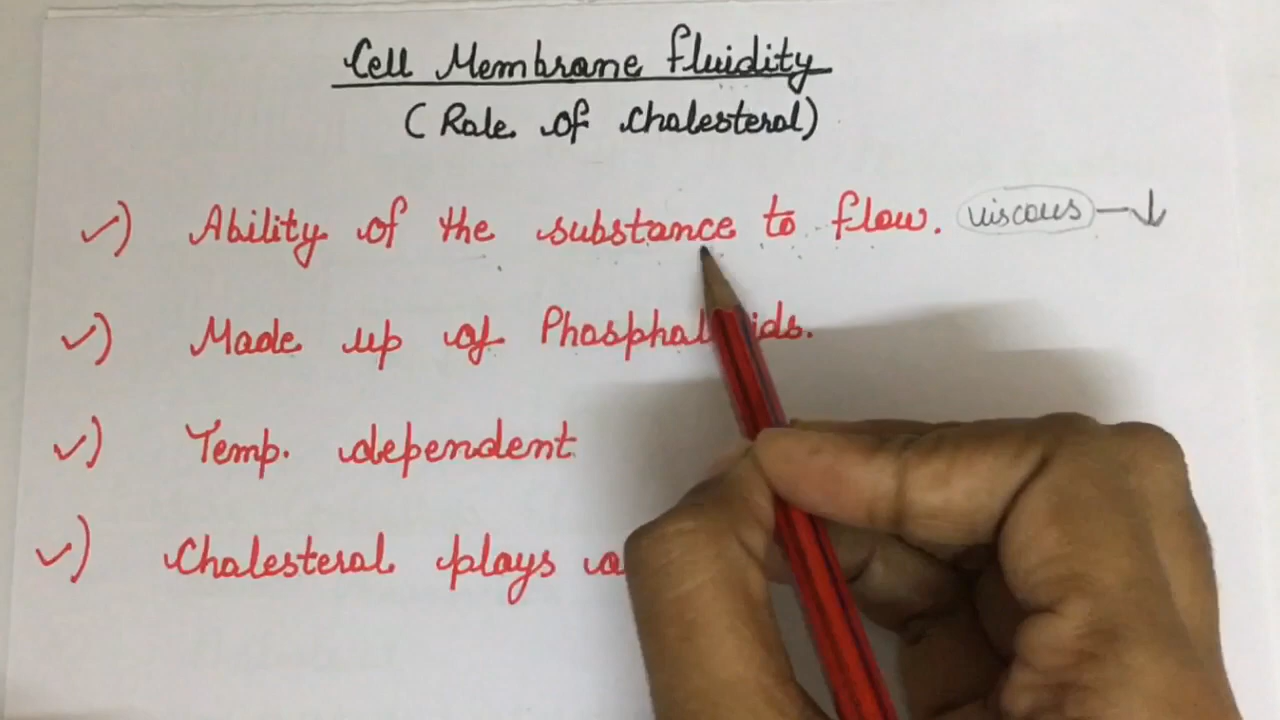 Cell Membrane fluidity
(Role of Cholesterol)
Ability of the substance to flow. viscous
Made up of
Temp. dependent
Cholesterol plays